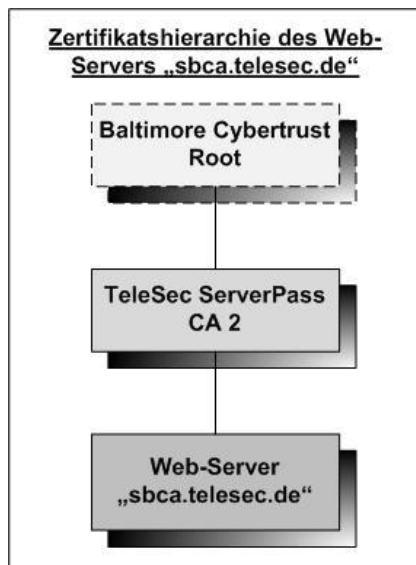 Zertifikatshierarchie des Web-
Servers „sbca.telesec.de“
Baltimore Cybertrust
Root
TeleSec ServerPass
CA 2
Web-Server
„sbca.telesec.de“